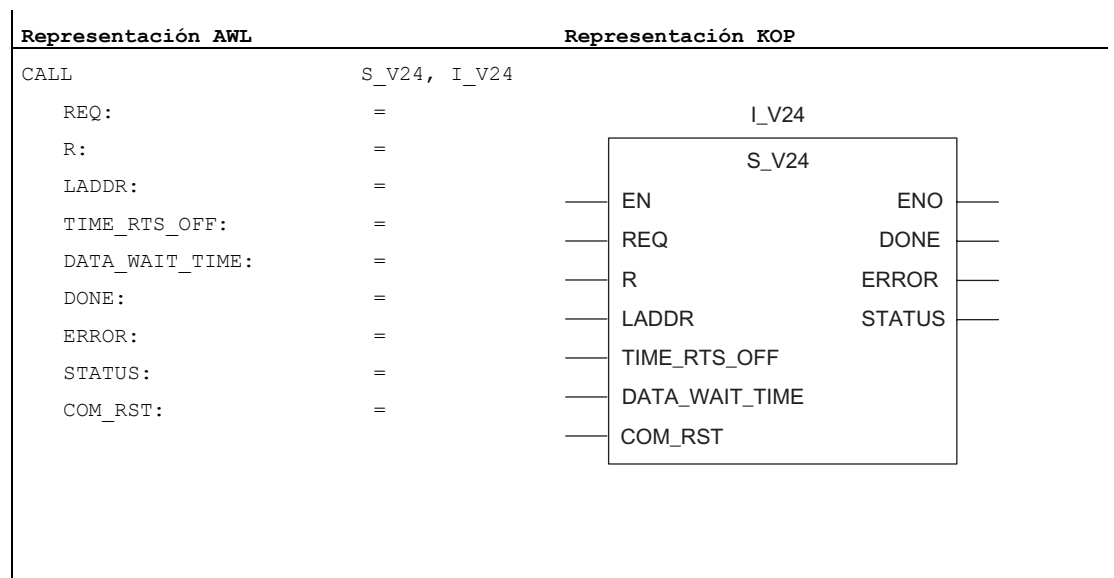 Representación AWL Representación KOP
CALL S_V24, I_V24
REQ: =
R: =
LADDR: =
TIME_RTS_OFF: =
DATA_WAIT_TIME: =
DONE: =
ERROR: =
STATUS: =
COM_RST: =
I_V24
S_V24
EN ENO
REQ DONE
R ERROR
LADDR STATUS
TIME_RTS_OFF
DATA_WAIT_TIME
COM_RST